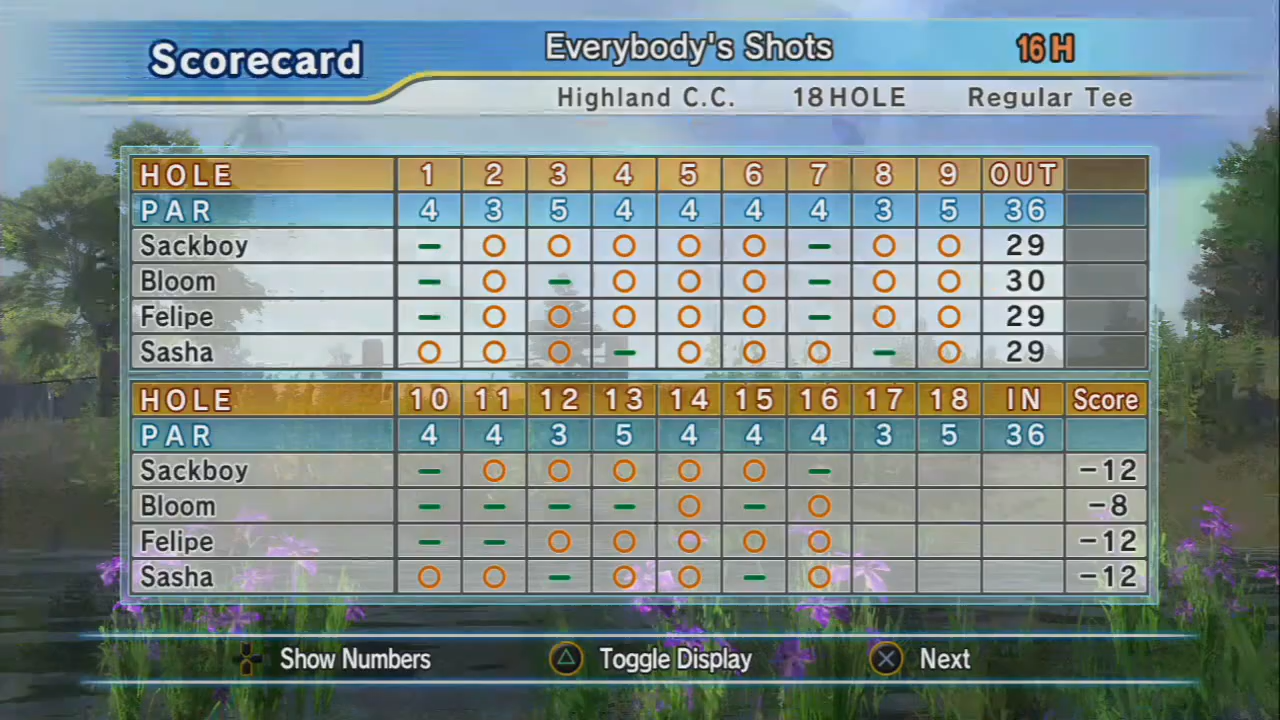 Scorecard
Everybody's Shots 16H
Highland C.C. 18HOLE Regular Tee
HOLE 1 2 3 4 5 6 7 8 9 OUT
PAR 4 3 5 4 4 4 4 3 5 36
Sackboy – ○ ○ ○ ○ ○ – ○ ○ 29
Bloom – ○ – ○ ○ ○ – ○ ○ 30
Felipe – ○ ○ ○ ○ ○ – ○ ○ 29
Sasha ○ ○ ○ – ○ ○ ○ – ○ 29
HOLE 10 11 12 13 14 15 16 17 18 IN Score
PAR 4 4 3 5 4 4 4 3 5 36
Sackboy – ○ ○ ○ ○ ○ – −12
Bloom – – – – ○ – ○ −8
Felipe – – ○ ○ ○ ○ ○ −12
Sasha ○ ○ – ○ ○ – ○ −12
Show Numbers Toggle Display Next